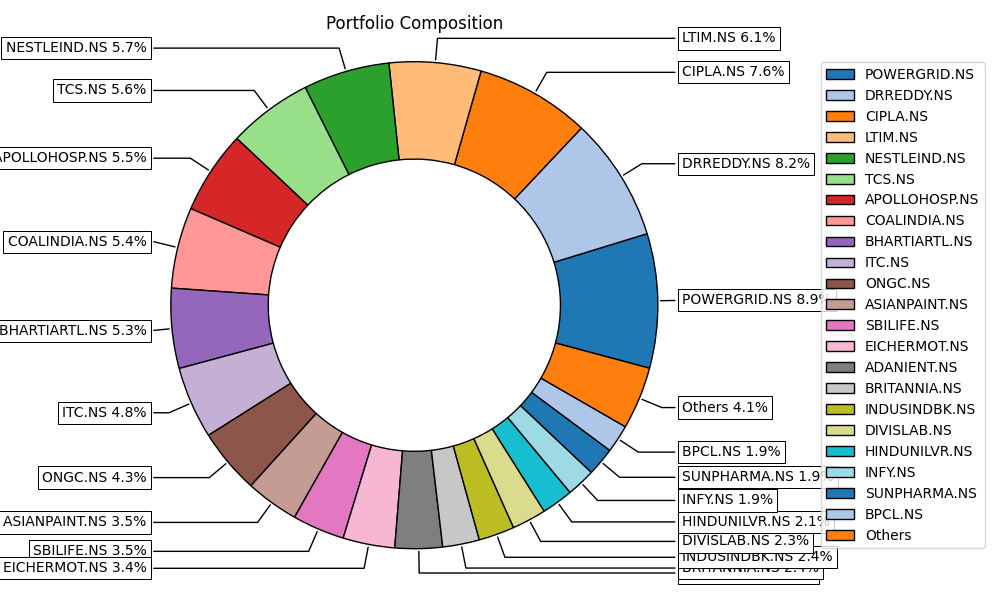 Portfolio Composition
NESTLEIND.NS 5.7%
TCS.NS 5.6%
APOLLOHOSP.NS 5.5%
COALINDIA.NS 5.4%
BHARTIARTL.NS 5.3%
ITC.NS 4.8%
ONGC.NS 4.3%
ASIANPAINT.NS 3.5%
SBILIFE.NS 3.5%
EICHERMOT.NS 3.4%
LTIM.NS 6.1%
CIPLA.NS 7.6%
DRREDDY.NS 8.2%
POWERGRID.NS 8.9%
Others 4.1%
BPCL.NS 1.9%
SUNPHARMA.NS 1.9%
INFY.NS 1.9%
HINDUNILVR.NS 2.1%
DIVISLAB.NS 2.3%
INDUSINDBK.NS 2.4%
BRITANNIA.NS 2.4%
POWERGRID.NS
DRREDDY.NS
CIPLA.NS
LTIM.NS
NESTLEIND.NS
TCS.NS
APOLLOHOSP.NS
COALINDIA.NS
BHARTIARTL.NS
ITC.NS
ONGC.NS
ASIANPAINT.NS
SBILIFE.NS
EICHERMOT.NS
ADANIENT.NS
BRITANNIA.NS
INDUSINDBK.NS
DIVISLAB.NS
HINDUNILVR.NS
INFY.NS
SUNPHARMA.NS
BPCL.NS
Others